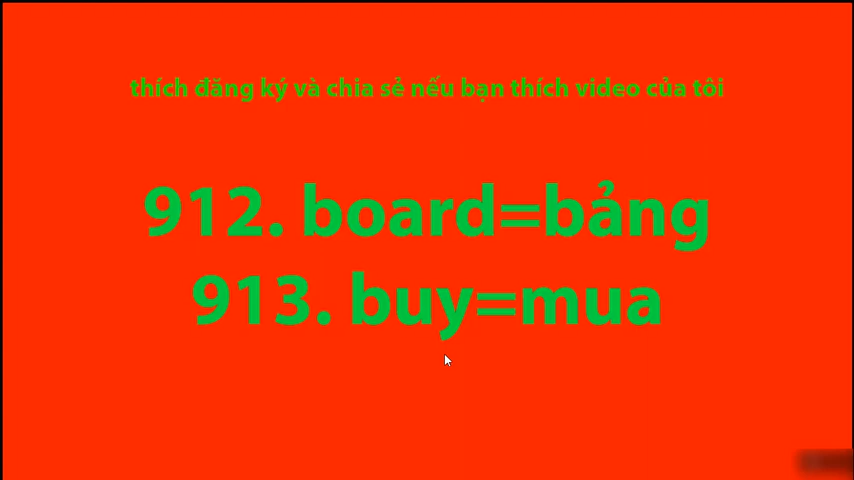 thích đăng ký và chia sẻ nếu bạn thích video của tôi
912. board=bảng
913. buy=mua